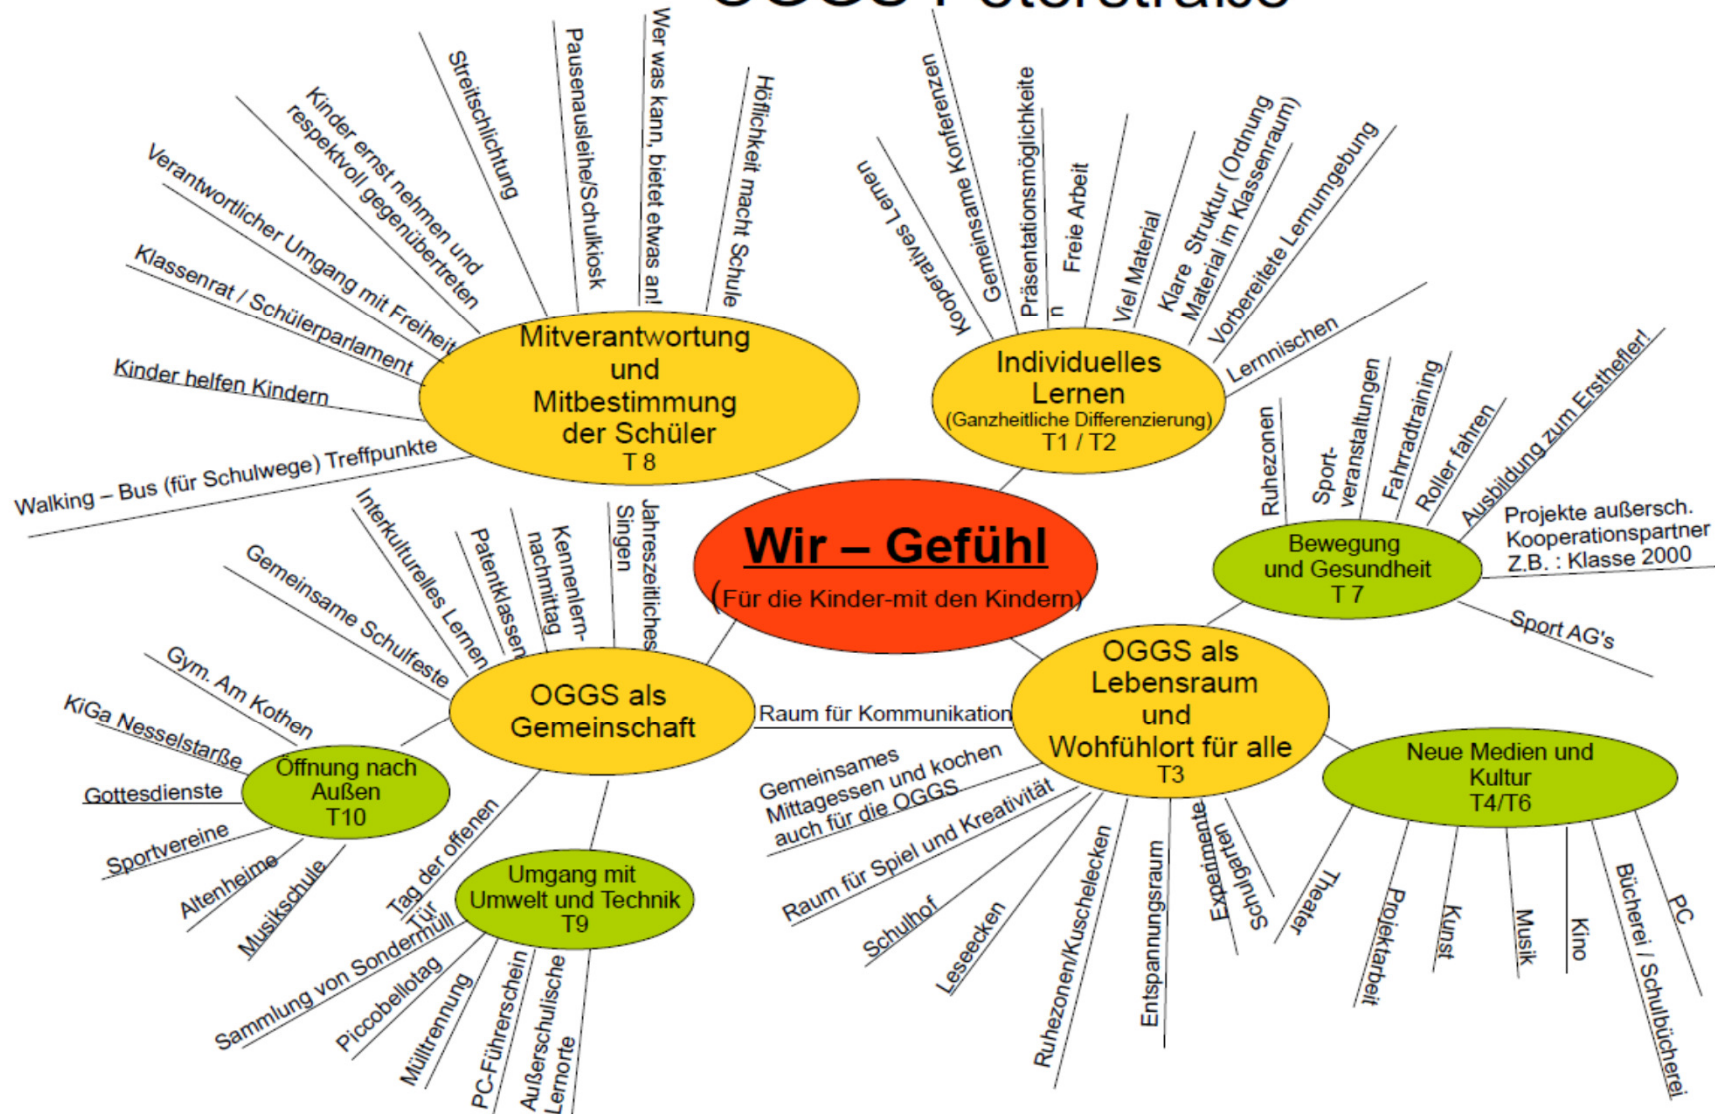 OGGS Peterstraße
Streitschlichtung
Pausenausleihe/Schulkiosk
Wer was kann, bietet etwas an!
Höflichkeit macht Schule
Kinder ernst nehmen und
respektvoll gegenübertreten
Verantwortlicher Umgang mit Freiheit
Klassenrat / Schülerparlament
Kinder helfen Kindern
Walking – Bus (für Schulwege) Treffpunkte
Mitverantwortung
und
Mitbestimmung
der Schüler
T 8
Kooperatives Lernen
Gemeinsame Konferenzen
Präsentationsmöglichkeite
n
Freie Arbeit
Viel Material
Klare Struktur (Ordnung
Material im Klassenraum)
Vorbereitete Lernumgebung
Lernnischen
Individuelles
Lernen
(Ganzheitliche Differenzierung)
T1 / T2
Wir – Gefühl
(Für die Kinder-mit den Kindern)
Ruhezonen
Sport-
veranstaltungen
Fahrradtraining
Roller fahren
Ausbildung zum Ersthefler!
Projekte außersch.
Kooperationspartner
Z.B. : Klasse 2000
Sport AG's
Bewegung
und Gesundheit
T 7
Gemeinsame Schulfeste
Interkulturelles Lernen
Patentklassen
Kennenlern-
nachmittag
Jahreszeitliches
Singen
OGGS als
Gemeinschaft
Raum für Kommunikation
Tag der offenen
Tür
OGGS als
Lebensraum
und
Wohfühlort für alle
T3
Gemeinsames
Mittagessen und kochen
auch für die OGGS
Raum für Spiel und Kreativität
Schulhof
Leseecken
Ruhezonen/Kuschelecken
Entspannungsraum
Experimente
Schulgarten
Gym. Am Kothen
KiGa Nesselstarße
Gottesdienste
Sportvereine
Altenheime
Musikschule
Öffnung nach
Außen
T10
Umgang mit
Umwelt und Technik
T9
Sammlung von Sondermüll
Piccobellotag
Mülltrennung
PC-Führerschein
Außerschulische
Lernorte
Neue Medien und
Kultur
T4/T6
Theater
Projektarbeit
Kunst
Musik
Kino
Bücherei / Schulbücherei
PC